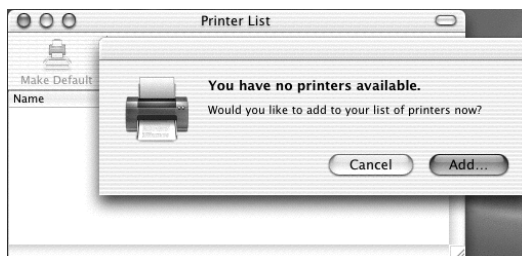 Printer List
Make Default
Name
You have no printers available.
Would you like to add to your list of printers now?
Cancel
Add...